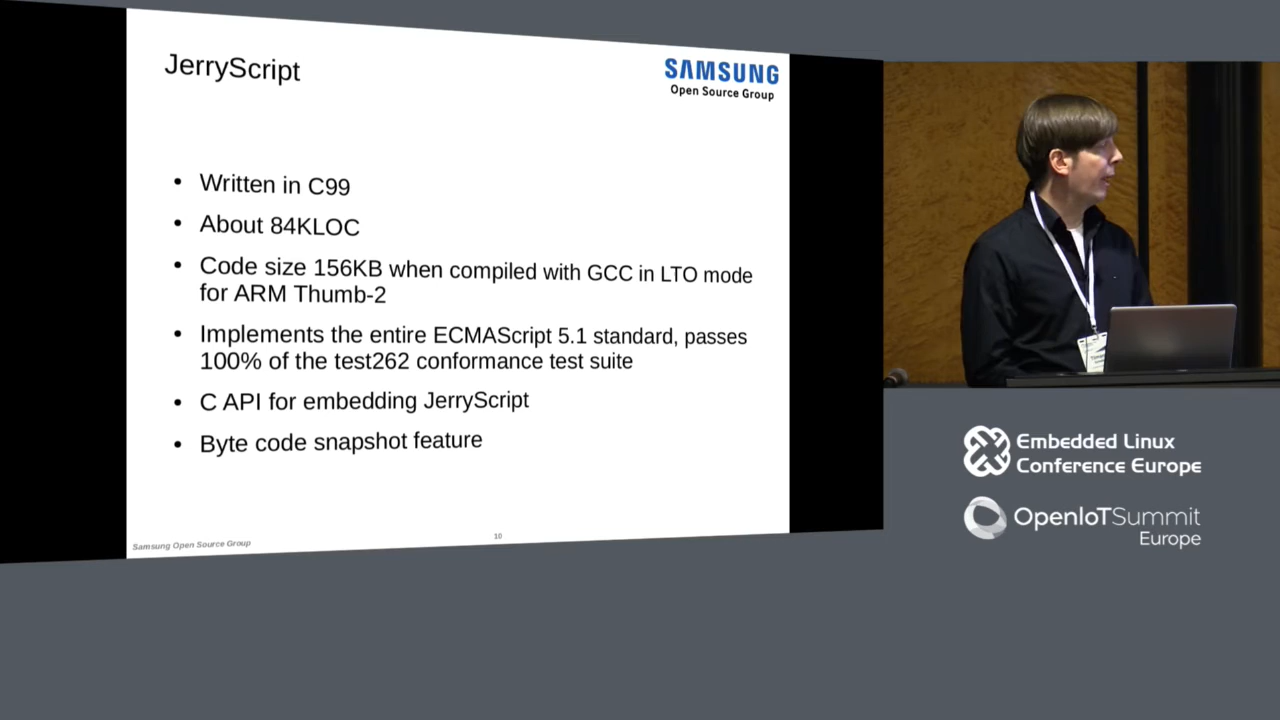 JerryScript
SAMSUNG
Open Source Group
• Written in C99
• About 84KLOC
• Code size 156KB when compiled with GCC in LTO mode
for ARM Thumb-2
• Implements the entire ECMAScript 5.1 standard, passes
100% of the test262 conformance test suite
• C API for embedding JerryScript
• Byte code snapshot feature
Samsung Open Source Group
10
Embedded Linux
Conference Europe
OpenIoTSummit
Europe